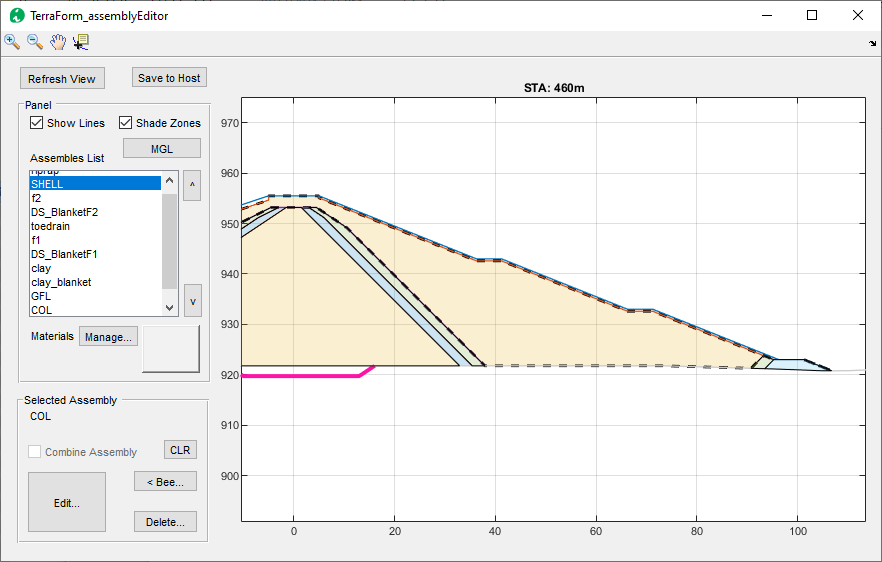 TerraForm_assemblyEditor
Refresh View
Save to Host
Panel
Show Lines
Shade Zones
MGL
Assembles List
SHELL
f2
DS_BlanketF2
toedrain
f1
DS_BlanketF1
clay
clay_blanket
GFL
COL
^
v
Materials
Manage...
Selected Assembly
COL
Combine Assembly
CLR
Edit...
< Bee...
Delete...
STA: 460m
970
960
950
940
930
920
910
900
0
20
40
60
80
100